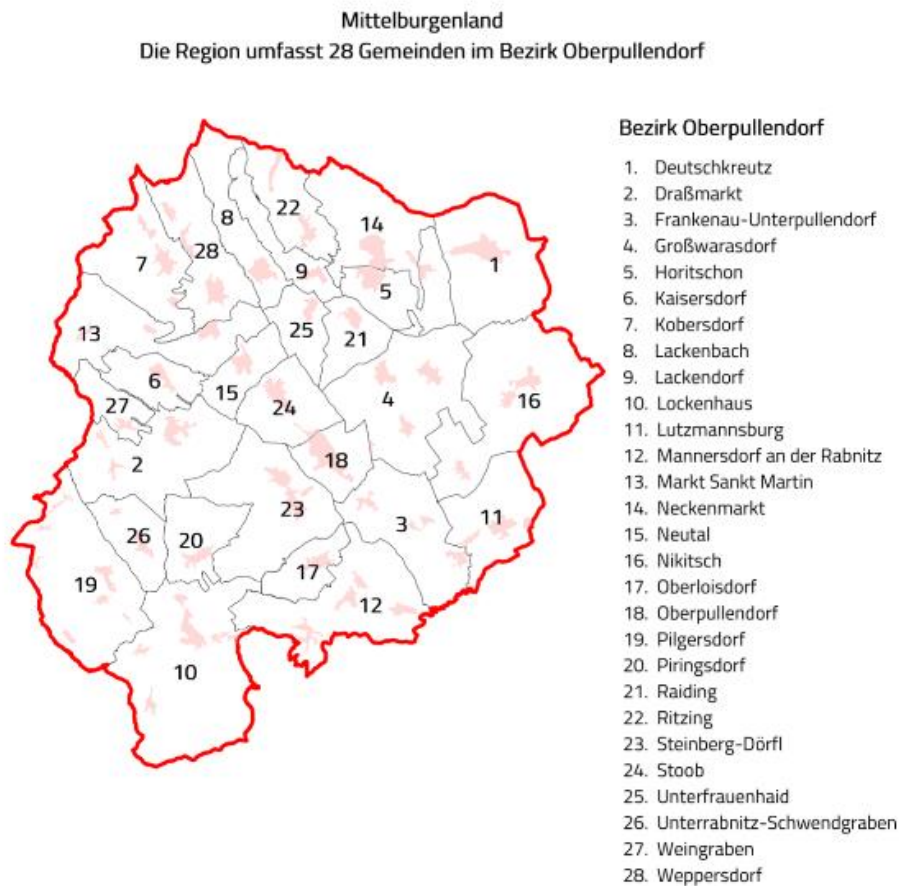 Mittelburgenland
Die Region umfasst 28 Gemeinden im Bezirk Oberpullendorf
Bezirk Oberpullendorf
1. Deutschkreutz
2. Draßmarkt
3. Frankenau-Unterpullendorf
4. Großwarasdorf
5. Horitschon
6. Kaisersdorf
7. Kobersdorf
8. Lackenbach
9. Lackendorf
10. Lockenhaus
11. Lutzmannsburg
12. Mannersdorf an der Rabnitz
13. Markt Sankt Martin
14. Neckenmarkt
15. Neutal
16. Nikitsch
17. Oberloisdorf
18. Oberpullendorf
19. Pilgersdorf
20. Piringsdorf
21. Raiding
22. Ritzing
23. Steinberg-Dörfl
24. Stoob
25. Unterfrauenhaid
26. Unterrabnitz-Schwendgraben
27. Weingraben
28. Weppersdorf
22
8
14
28
7
9
1
5
25
21
13
6
15
4
16
27
24
18
2
23
3
11
26
20
17
19
12
10